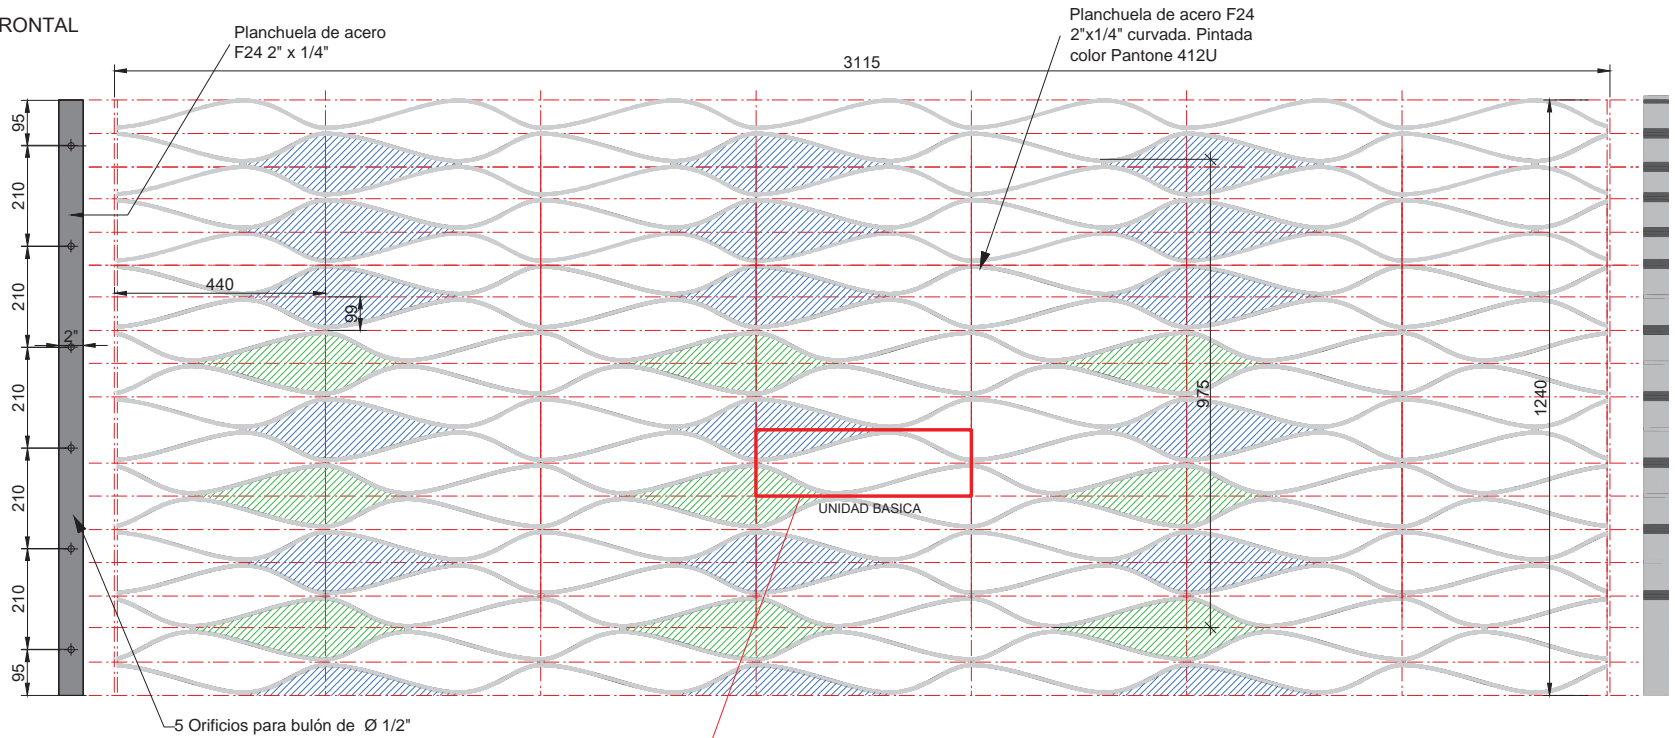 RONTAL
Planchuela de acero
F24 2" x 1/4"
Planchuela de acero F24
2"x1/4" curvada. Pintada
color Pantone 412U
3115
95
210
210
210
210
210
95
2"
440
99
975
1240
UNIDAD BASICA
5 Orificios para bulón de Ø 1/2"